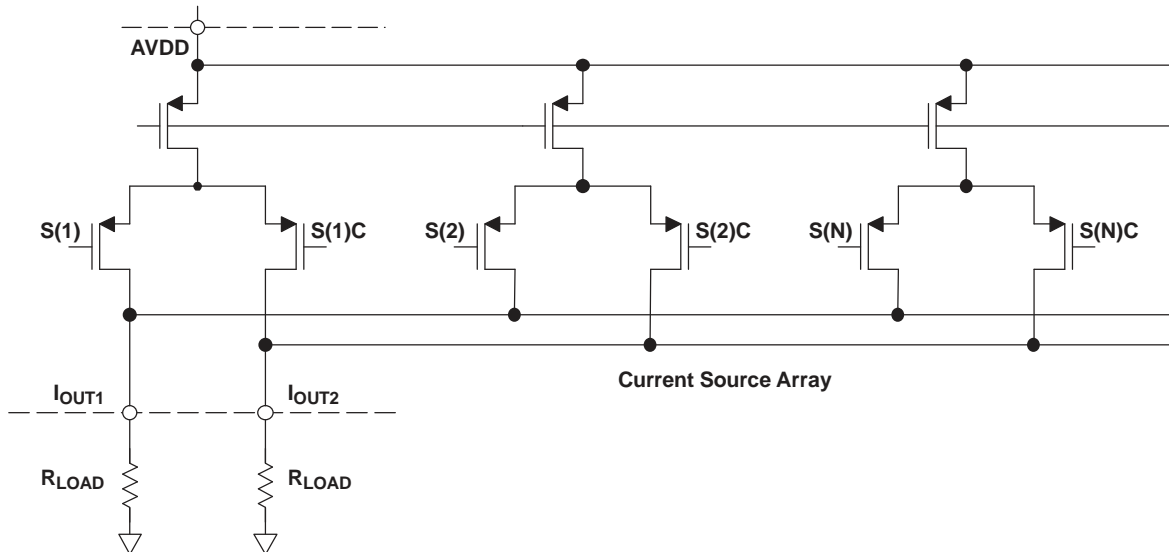 AVDD
S(1)
S(1)C
S(2)
S(2)C
S(N)
S(N)C
Current Source Array
IOUT1
IOUT2
RLOAD
RLOAD